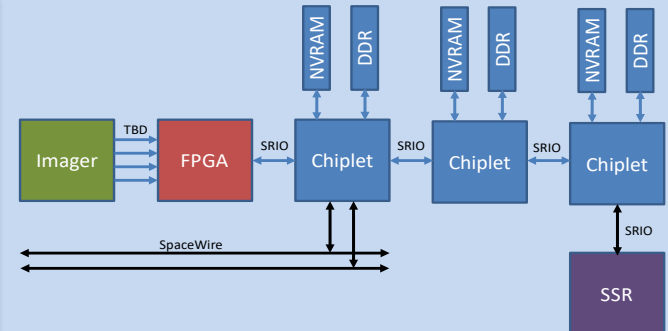 NVRAM
DDR
NVRAM
DDR
NVRAM
DDR
Imager
TBD
FPGA
SRIO
Chiplet
SRIO
Chiplet
SRIO
Chiplet
SpaceWire
SRIO
SSR